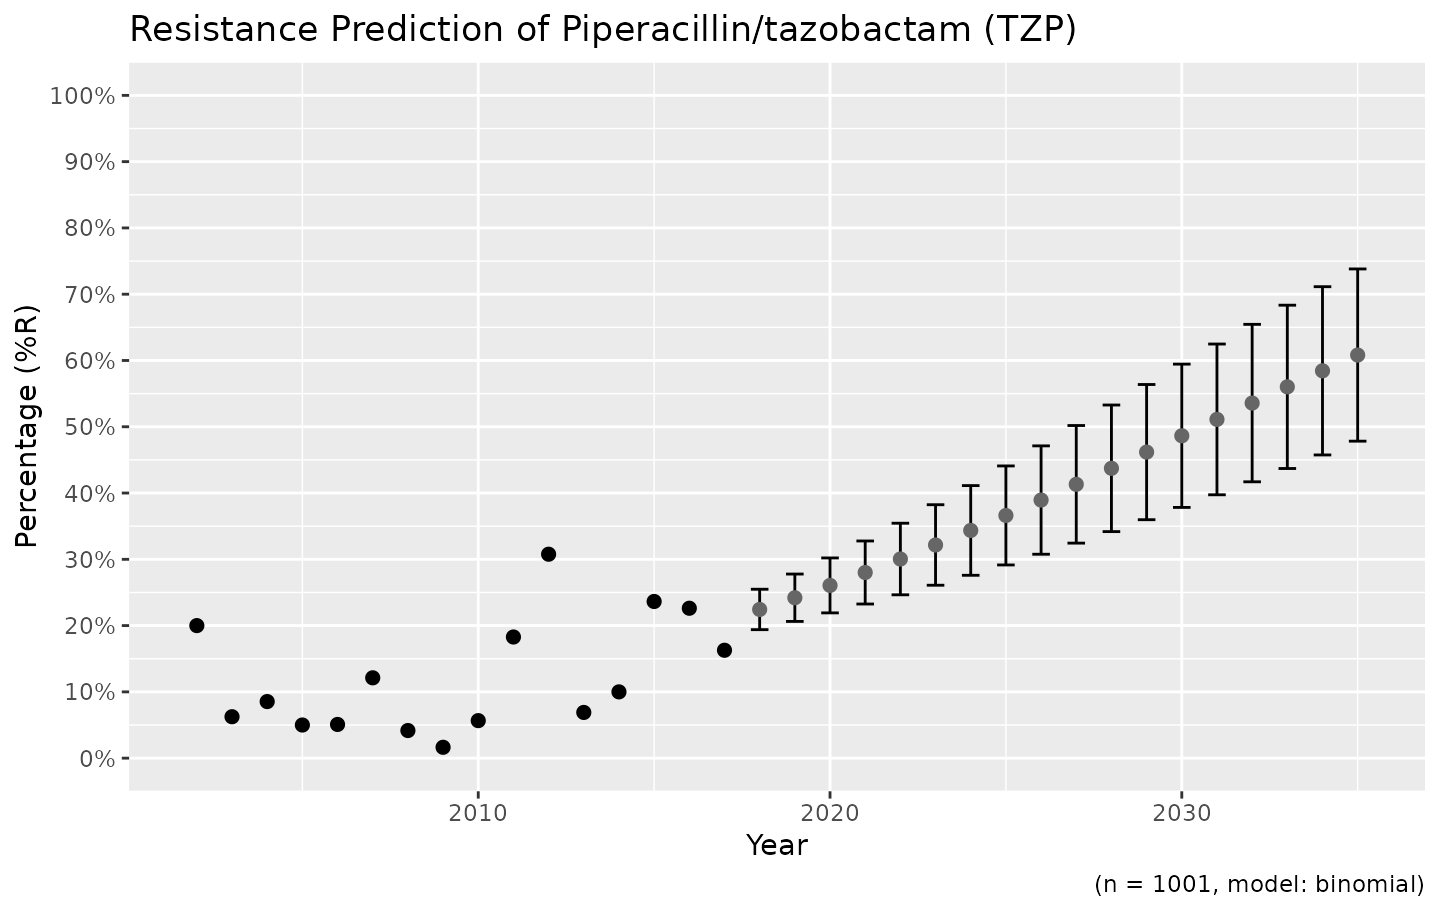 Resistance Prediction of Piperacillin/tazobactam (TZP)
100%
90%
80%
70%
60%
50%
40%
30%
20%
10%
0%
Percentage (%R)
2010 2020 2030
Year
(n = 1001, model: binomial)